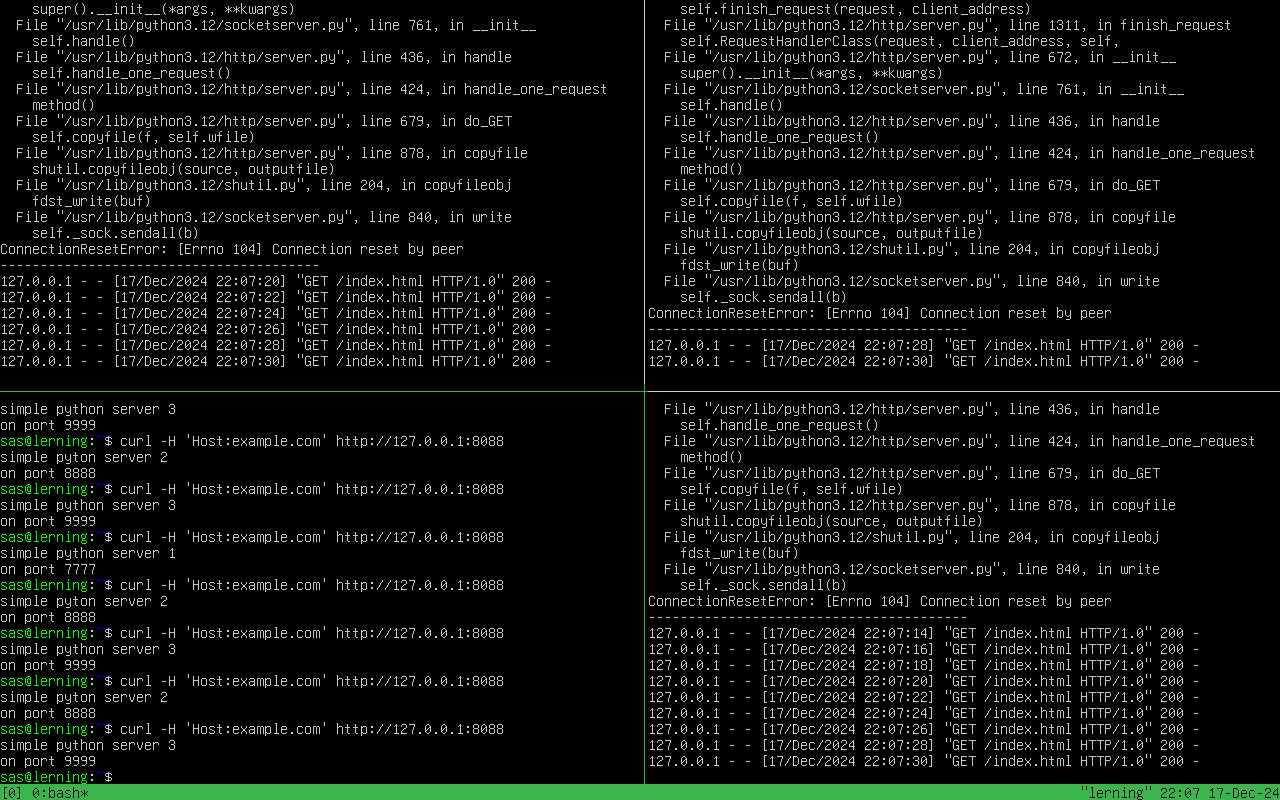 super().__init__(*args, **kwargs)
  File "/usr/lib/python3.12/socketserver.py", line 761, in __init__
    self.handle()
  File "/usr/lib/python3.12/http/server.py", line 436, in handle
    self.handle_one_request()
  File "/usr/lib/python3.12/http/server.py", line 424, in handle_one_request
    method()
  File "/usr/lib/python3.12/http/server.py", line 679, in do_GET
    self.copyfile(f, self.wfile)
  File "/usr/lib/python3.12/http/server.py", line 878, in copyfile
    shutil.copyfileobj(source, outputfile)
  File "/usr/lib/python3.12/shutil.py", line 204, in copyfileobj
    fdst_write(buf)
  File "/usr/lib/python3.12/socketserver.py", line 840, in write
    self._sock.sendall(b)
ConnectionResetError: [Errno 104] Connection reset by peer
----------------------------------------
127.0.0.1 - - [17/Dec/2024 22:07:20] "GET /index.html HTTP/1.0" 200 -
127.0.0.1 - - [17/Dec/2024 22:07:22] "GET /index.html HTTP/1.0" 200 -
127.0.0.1 - - [17/Dec/2024 22:07:24] "GET /index.html HTTP/1.0" 200 -
127.0.0.1 - - [17/Dec/2024 22:07:26] "GET /index.html HTTP/1.0" 200 -
127.0.0.1 - - [17/Dec/2024 22:07:28] "GET /index.html HTTP/1.0" 200 -
127.0.0.1 - - [17/Dec/2024 22:07:30] "GET /index.html HTTP/1.0" 200 -
    self.finish_request(request, client_address)
  File "/usr/lib/python3.12/http/server.py", line 1311, in finish_request
    self.RequestHandlerClass(request, client_address, self,
  File "/usr/lib/python3.12/http/server.py", line 672, in __init__
    super().__init__(*args, **kwargs)
  File "/usr/lib/python3.12/socketserver.py", line 761, in __init__
    self.handle()
  File "/usr/lib/python3.12/http/server.py", line 436, in handle
    self.handle_one_request()
  File "/usr/lib/python3.12/http/server.py", line 424, in handle_one_request
    method()
  File "/usr/lib/python3.12/http/server.py", line 679, in do_GET
    self.copyfile(f, self.wfile)
  File "/usr/lib/python3.12/http/server.py", line 878, in copyfile
    shutil.copyfileobj(source, outputfile)
  File "/usr/lib/python3.12/shutil.py", line 204, in copyfileobj
    fdst_write(buf)
  File "/usr/lib/python3.12/socketserver.py", line 840, in write
    self._sock.sendall(b)
ConnectionResetError: [Errno 104] Connection reset by peer
----------------------------------------
127.0.0.1 - - [17/Dec/2024 22:07:28] "GET /index.html HTTP/1.0" 200 -
127.0.0.1 - - [17/Dec/2024 22:07:30] "GET /index.html HTTP/1.0" 200 -
simple python server 3
on port 9999
sas@lerning:~$ curl -H 'Host:example.com' http://127.0.0.1:8088
simple pyton server 2
on port 8888
sas@lerning:~$ curl -H 'Host:example.com' http://127.0.0.1:8088
simple python server 3
on port 9999
sas@lerning:~$ curl -H 'Host:example.com' http://127.0.0.1:8088
simple python server 1
on port 7777
sas@lerning:~$ curl -H 'Host:example.com' http://127.0.0.1:8088
simple pyton server 2
on port 8888
sas@lerning:~$ curl -H 'Host:example.com' http://127.0.0.1:8088
simple python server 3
on port 9999
sas@lerning:~$ curl -H 'Host:example.com' http://127.0.0.1:8088
simple pyton server 2
on port 8888
sas@lerning:~$ curl -H 'Host:example.com' http://127.0.0.1:8088
simple python server 3
on port 9999
sas@lerning:~$
  File "/usr/lib/python3.12/http/server.py", line 436, in handle
    self.handle_one_request()
  File "/usr/lib/python3.12/http/server.py", line 424, in handle_one_request
    method()
  File "/usr/lib/python3.12/http/server.py", line 679, in do_GET
    self.copyfile(f, self.wfile)
  File "/usr/lib/python3.12/http/server.py", line 878, in copyfile
    shutil.copyfileobj(source, outputfile)
  File "/usr/lib/python3.12/shutil.py", line 204, in copyfileobj
    fdst_write(buf)
  File "/usr/lib/python3.12/socketserver.py", line 840, in write
    self._sock.sendall(b)
ConnectionResetError: [Errno 104] Connection reset by peer
----------------------------------------
127.0.0.1 - - [17/Dec/2024 22:07:14] "GET /index.html HTTP/1.0" 200 -
127.0.0.1 - - [17/Dec/2024 22:07:16] "GET /index.html HTTP/1.0" 200 -
127.0.0.1 - - [17/Dec/2024 22:07:18] "GET /index.html HTTP/1.0" 200 -
127.0.0.1 - - [17/Dec/2024 22:07:20] "GET /index.html HTTP/1.0" 200 -
127.0.0.1 - - [17/Dec/2024 22:07:22] "GET /index.html HTTP/1.0" 200 -
127.0.0.1 - - [17/Dec/2024 22:07:24] "GET /index.html HTTP/1.0" 200 -
127.0.0.1 - - [17/Dec/2024 22:07:26] "GET /index.html HTTP/1.0" 200 -
127.0.0.1 - - [17/Dec/2024 22:07:28] "GET /index.html HTTP/1.0" 200 -
127.0.0.1 - - [17/Dec/2024 22:07:30] "GET /index.html HTTP/1.0" 200 -
[0] 0:bash* "lerning" 22:07 17-Dec-24